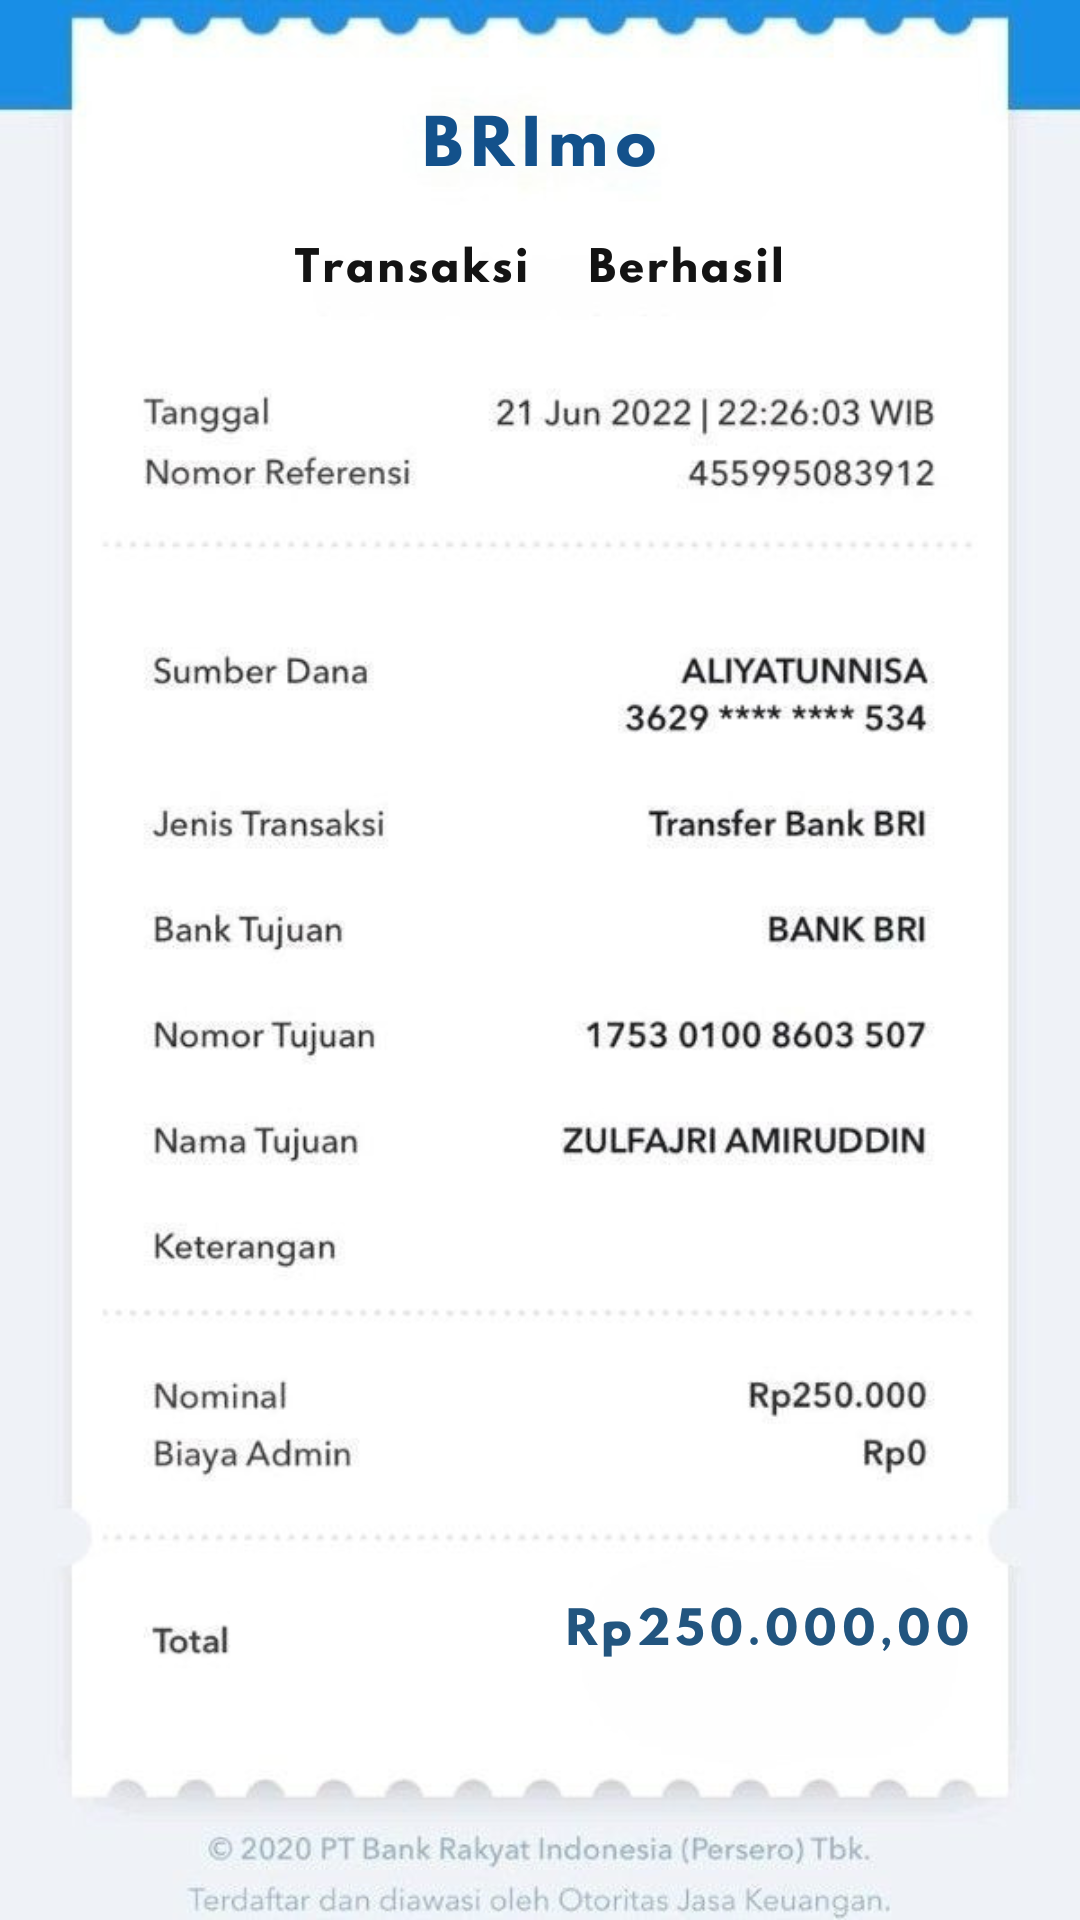 BRImo
Transaksi Berhasil
Tanggal 21 Jun 2022 | 22:26:03 WIB
Nomor Referensi 455995083912
Sumber Dana ALIYATUNNISA
3629 **** **** 534
Jenis Transaksi Transfer Bank BRI
Bank Tujuan BANK BRI
Nomor Tujuan 1753 0100 8603 507
Nama Tujuan ZULFAJRI AMIRUDDIN
Keterangan
Nominal Rp250.000
Biaya Admin Rp0
Total Rp250.000,00
© 2020 PT Bank Rakyat Indonesia (Persero) Tbk.
Terdaftar dan diawasi oleh Otoritas Jasa Keuangan.